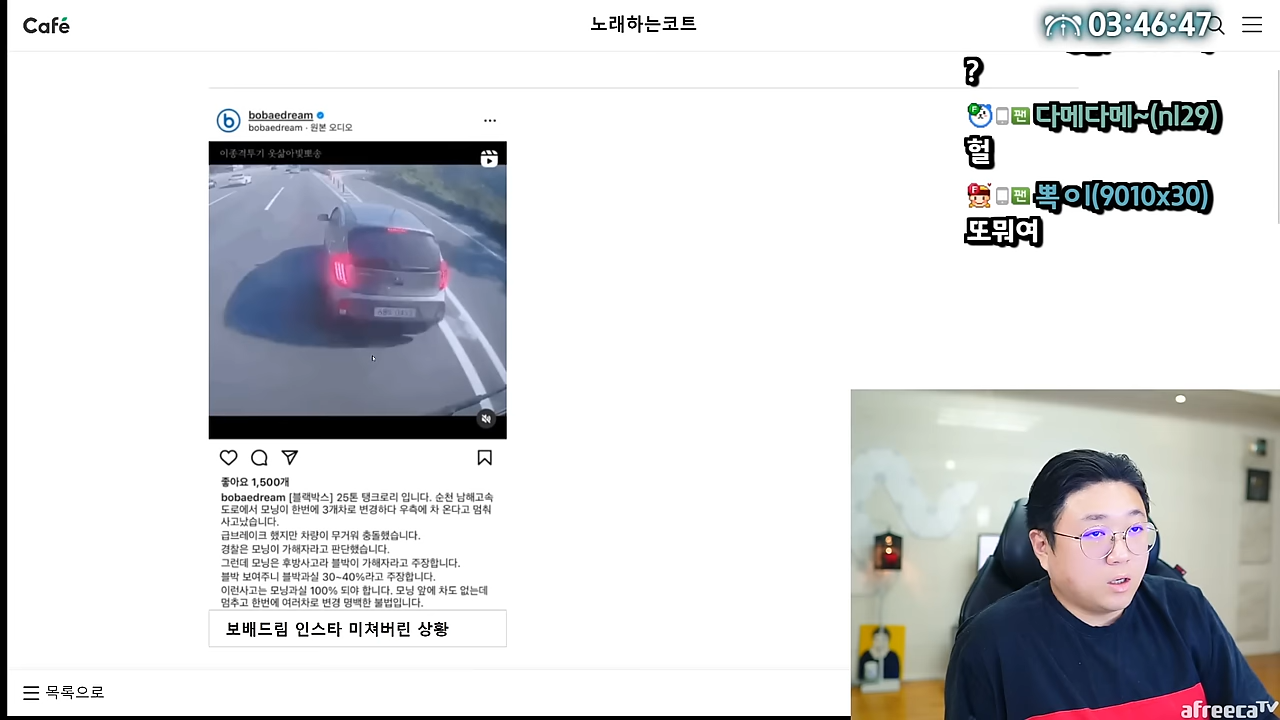 Café
노래하는코트
03:46:47
?
다메다메~(nl29)
헐
뽁이(9010x30)
또뭐여
bobaedream
bobaedream · 원본 오디오
이종격투기 옷삶아빛뽀송
좋아요 1,500개
bobaedream [블랙박스] 25톤 탱크로리 입니다. 순천 남해고속
도로에서 모닝이 한번에 3개차로 변경하다 우측에 차 온다고 멈춰
사고났습니다.
급브레이크 했지만 차량이 무거워 충돌했습니다.
경찰은 모닝이 가해자라고 판단했습니다.
그런데 모닝은 후방사고라 블박이 가해자라고 주장합니다.
블박 보여주니 블박과실 30~40%라고 주장합니다.
이런사고는 모닝과실 100% 되야 합니다. 모닝 앞에 차도 없는데
멈추고 한번에 여러차로 변경 명백한 불법입니다.
보배드림 인스타 미쳐버린 상황
목록으로
afreecaTV